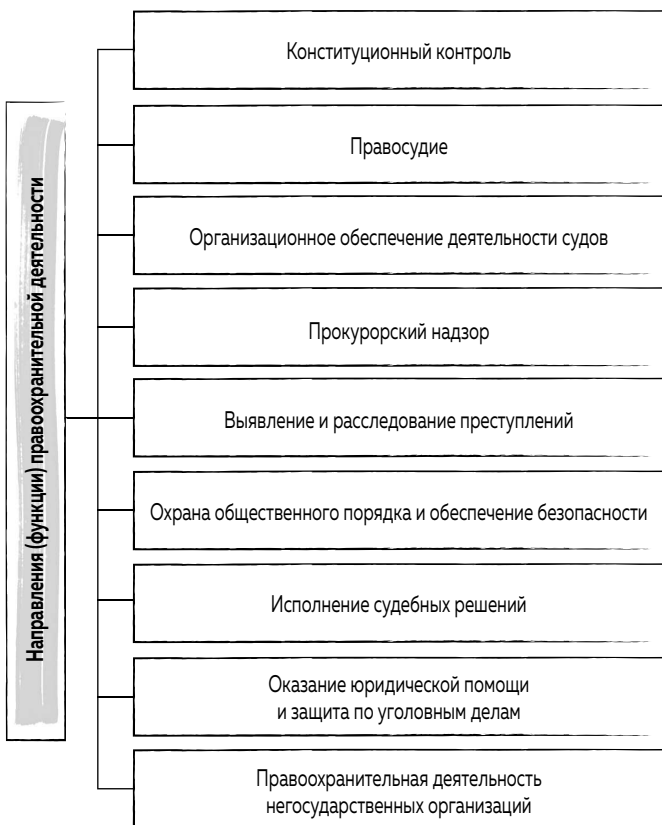 Направления (функции) правоохранительной деятельности
Конституционный контроль
Правосудие
Организационное обеспечение деятельности судов
Прокурорский надзор
Выявление и расследование преступлений
Охрана общественного порядка и обеспечение безопасности
Исполнение судебных решений
Оказание юридической помощи
и защита по уголовным делам
Правоохранительная деятельность
негосударственных организаций